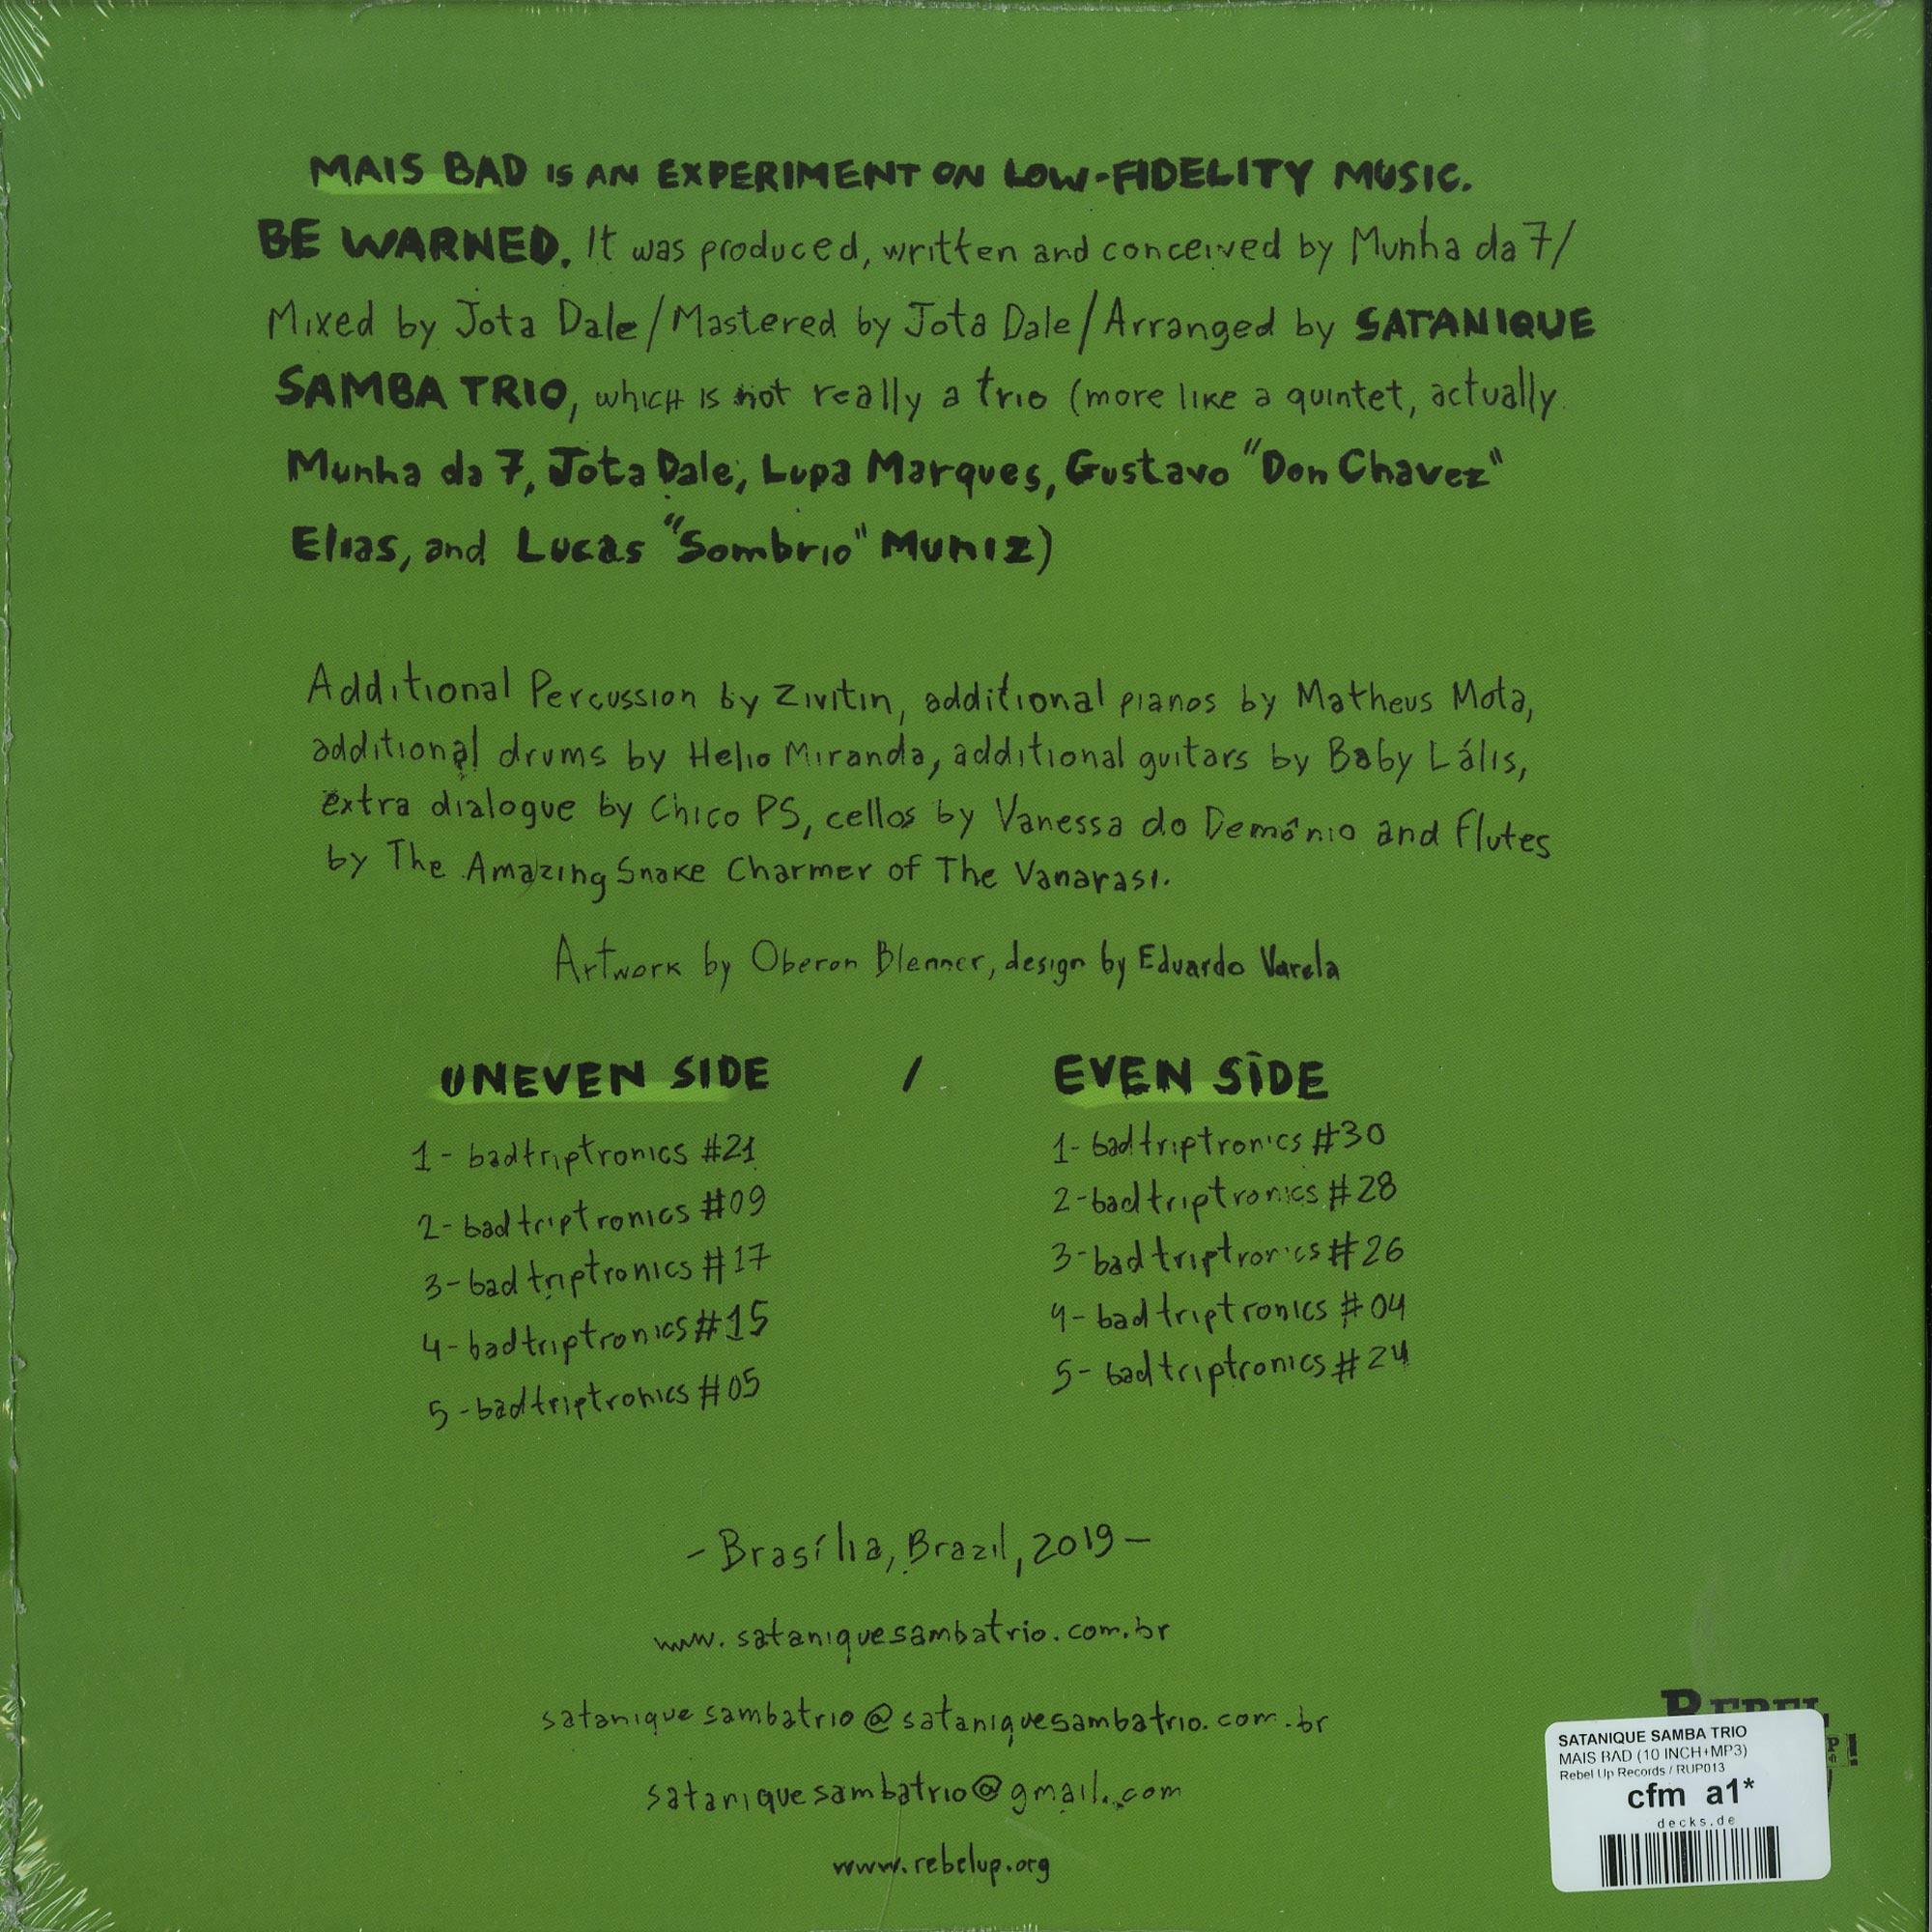 MAIS BAD IS AN EXPERIMENT ON LOW-FIDELITY MUSIC.
BE WARNED. It was produced, written and conceived by Munha da 7/
Mixed by Jota Dale/Mastered by Jota Dale/Arranged by SATANIQUE
SAMBA TRIO, which is not really a trio (more like a quintet, actually
Munha da 7, Jota Dale, Lupa Marques, Gustavo "Don Chavez"
Elias, and Lucas "Sombrio" Muniz)
Additional Percussion by Zivitin, additional pianos by Matheus Mota,
additional drums by Helio Miranda, additional guitars by Baby Lális,
extra dialogue by Chico PS, cellos by Vanessa do Demônio and flutes
by The Amazing Snake Charmer of The Vanarasi.
Artwork by Oberon Blenner, design by Eduardo Varela
UNEVEN SIDE / EVEN SIDE
1- badtriptronics #21
2- badtriptronics #09
3- badtriptronics #17
4- badtriptronics #15
5- badtriptronics #05
1- badtriptronics #30
2- badtriptronics #28
3- badtriptronics #26
4- badtriptronics #04
5- badtriptronics #24
- Brasília, Brazil, 2019 -
www.sataniquesambatrio.com.br
sataniquesambatrio@sataniquesambatrio.com.br
sataniquesambatrio@gmail.com
www.rebelup.org
REBEL
SATANIQUE SAMBA TRIO
MAIS BAD (10 INCH+MP3)
Rebel Up Records / RUP013
cfm a1*
decks.de